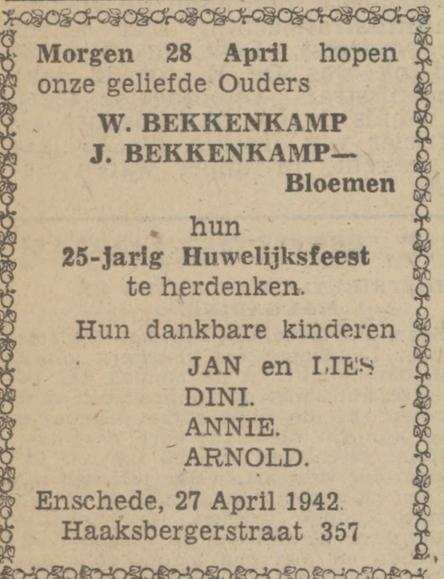 Morgen 28 April hopen
onze geliefde Ouders
W. BEKKENKAMP
J. BEKKENKAMP—
Bloemen
hun
25-jarig Huwelijksfeest
te herdenken.
Hun dankbare kinderen
JAN en LIES
DINI.
ANNIE.
ARNOLD.
Enschede, 27 April 1942.
Haaksbergerstraat 357